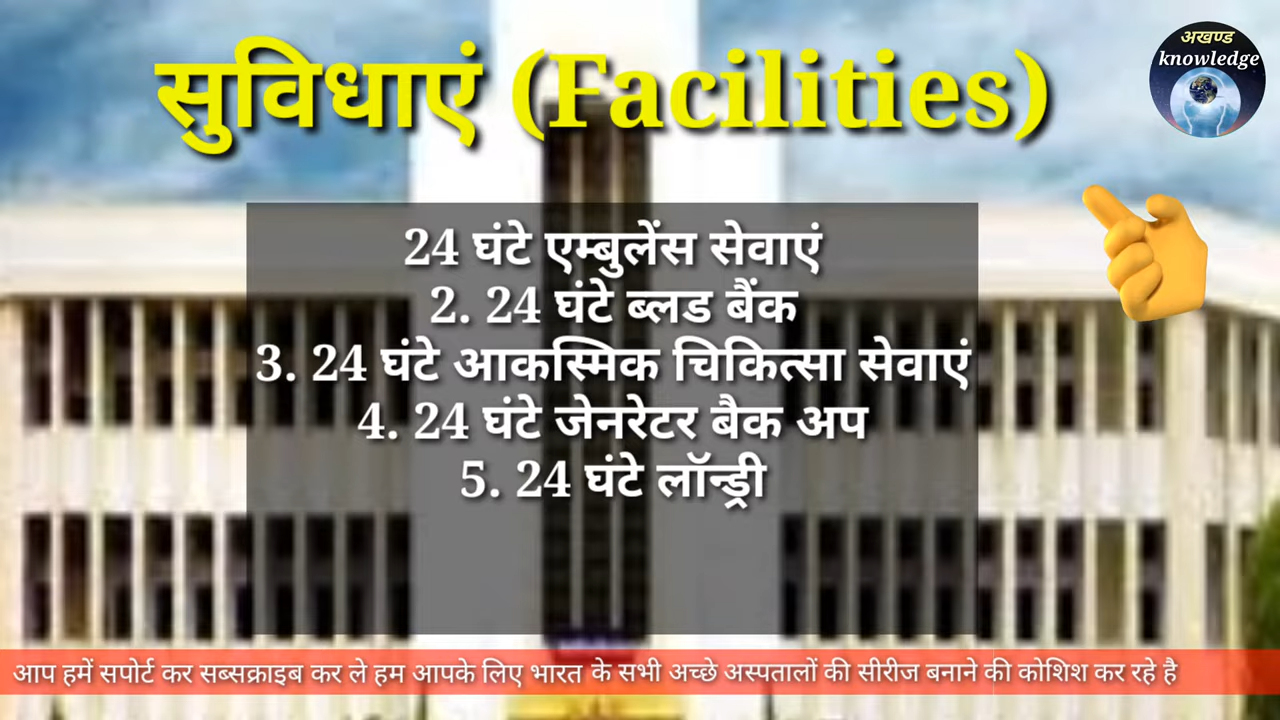 सुविधाएं (Facilities)
अखण्ड
knowledge
24 घंटे एम्बुलेंस सेवाएं
2. 24 घंटे ब्लड बैंक
3. 24 घंटे आकस्मिक चिकित्सा सेवाएं
4. 24 घंटे जेनरेटर बैक अप
5. 24 घंटे लॉन्ड्री
आप हमें सपोर्ट कर सब्सक्राइब कर ले हम आपके लिए भारत के सभी अच्छे अस्पतालों की सीरीज बनाने की कोशिश कर रहे है